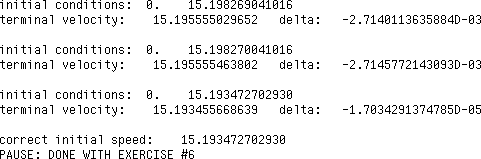 initial conditions: 0. 15.198269041016
terminal velocity: 15.195555029652 delta: -2.7140113635884D-03
initial conditions: 0. 15.198270041016
terminal velocity: 15.195555463802 delta: -2.7145772143093D-03
initial conditions: 0. 15.193472702930
terminal velocity: 15.193455668639 delta: -1.7034291374785D-05
correct initial speed: 15.193472702930
PAUSE: DONE WITH EXERCISE #6